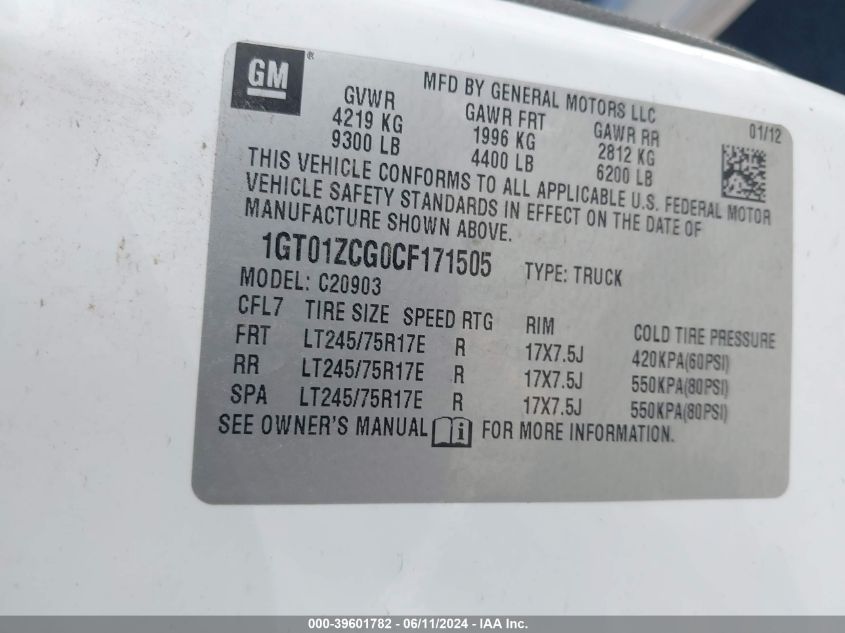 GM®
MFD BY GENERAL MOTORS LLC
GVWR GAWR FRT GAWR RR 01/12
4219 KG 1996 KG 2812 KG
9300 LB 4400 LB 6200 LB
THIS VEHICLE CONFORMS TO ALL APPLICABLE U.S. FEDERAL MOTOR
VEHICLE SAFETY STANDARDS IN EFFECT ON THE DATE OF
MANUFACTURE SHOWN ABOVE.
1GT01ZCG0CF171505 TYPE: TRUCK
MODEL: C20903
CFL7 TIRE SIZE SPEED RTG RIM COLD TIRE PRESSURE
FRT LT245/75R17E R 17X7.5J 420KPA(60PSI)
RR LT245/75R17E R 17X7.5J 550KPA(80PSI)
SPA LT245/75R17E R 17X7.5J 550KPA(80PSI)
SEE OWNER'S MANUAL i FOR MORE INFORMATION.
000-39601782 - 06/11/2024 - IAA Inc.